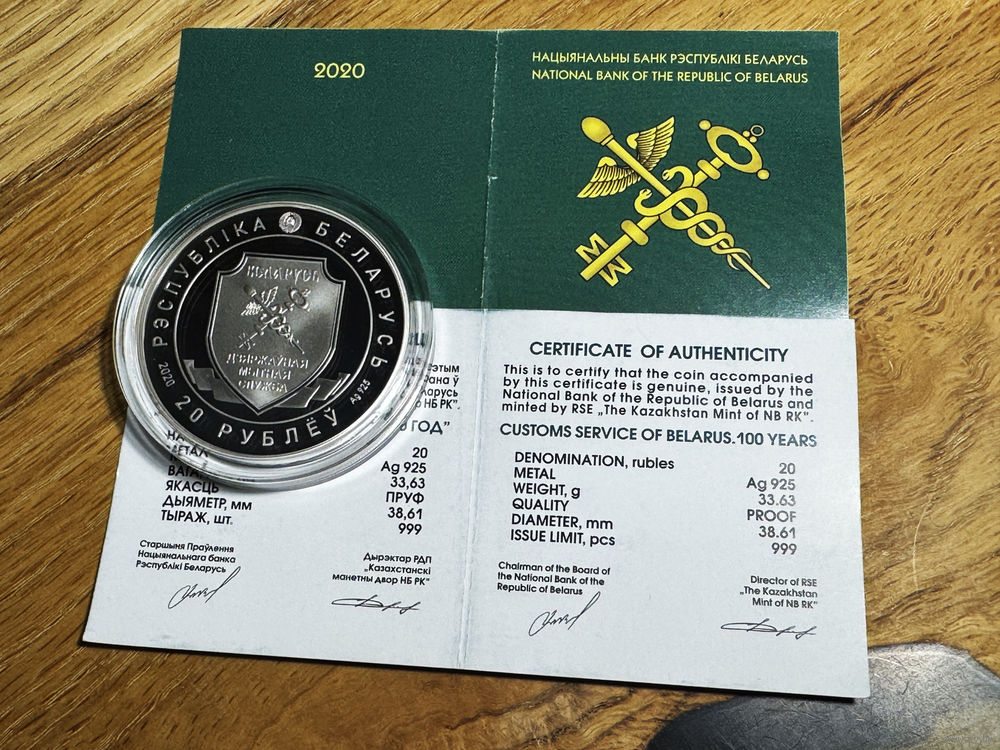 2020
НАЦЫЯНАЛЬНЫ БАНК РЭСПУБЛІКІ БЕЛАРУСЬ
NATIONAL BANK OF THE REPUBLIC OF BELARUS
РЭСПУБЛІКА БЕЛАРУСЬ
БЕЛАРУСЬ
ДЗЯРЖАЎНАЯ
МЫТНАЯ
СЛУЖБА
2020
20 РУБЛЁЎ
Ag 925
НБ РК".
ГОД"
20
Ag 925
33,63
ЯКАСЦЬ ПРУФ
ДЫЯМЕТР, мм 38,61
ТЫРАЖ, шт. 999
Старшыня Праўлення
Нацыянальнага банка
Рэспублікі Беларусь
Дырэктар РДП
„Казахстанскі
манетны двор НБ РК"
CERTIFICATE OF AUTHENTICITY
This is to certify that the coin accompanied
by this certificate is genuine, issued by the
National Bank of the Republic of Belarus and
minted by RSE „The Kazakhstan Mint of NB RK".
CUSTOMS SERVICE OF BELARUS. 100 YEARS
DENOMINATION, rubles 20
METAL Ag 925
WEIGHT, g 33.63
QUALITY PROOF
DIAMETER, mm 38.61
ISSUE LIMIT, pcs 999
Chairman of the Board of
the National Bank of the
Republic of Belarus
Director of RSE
„The Kazakhstan
Mint of NB RK"